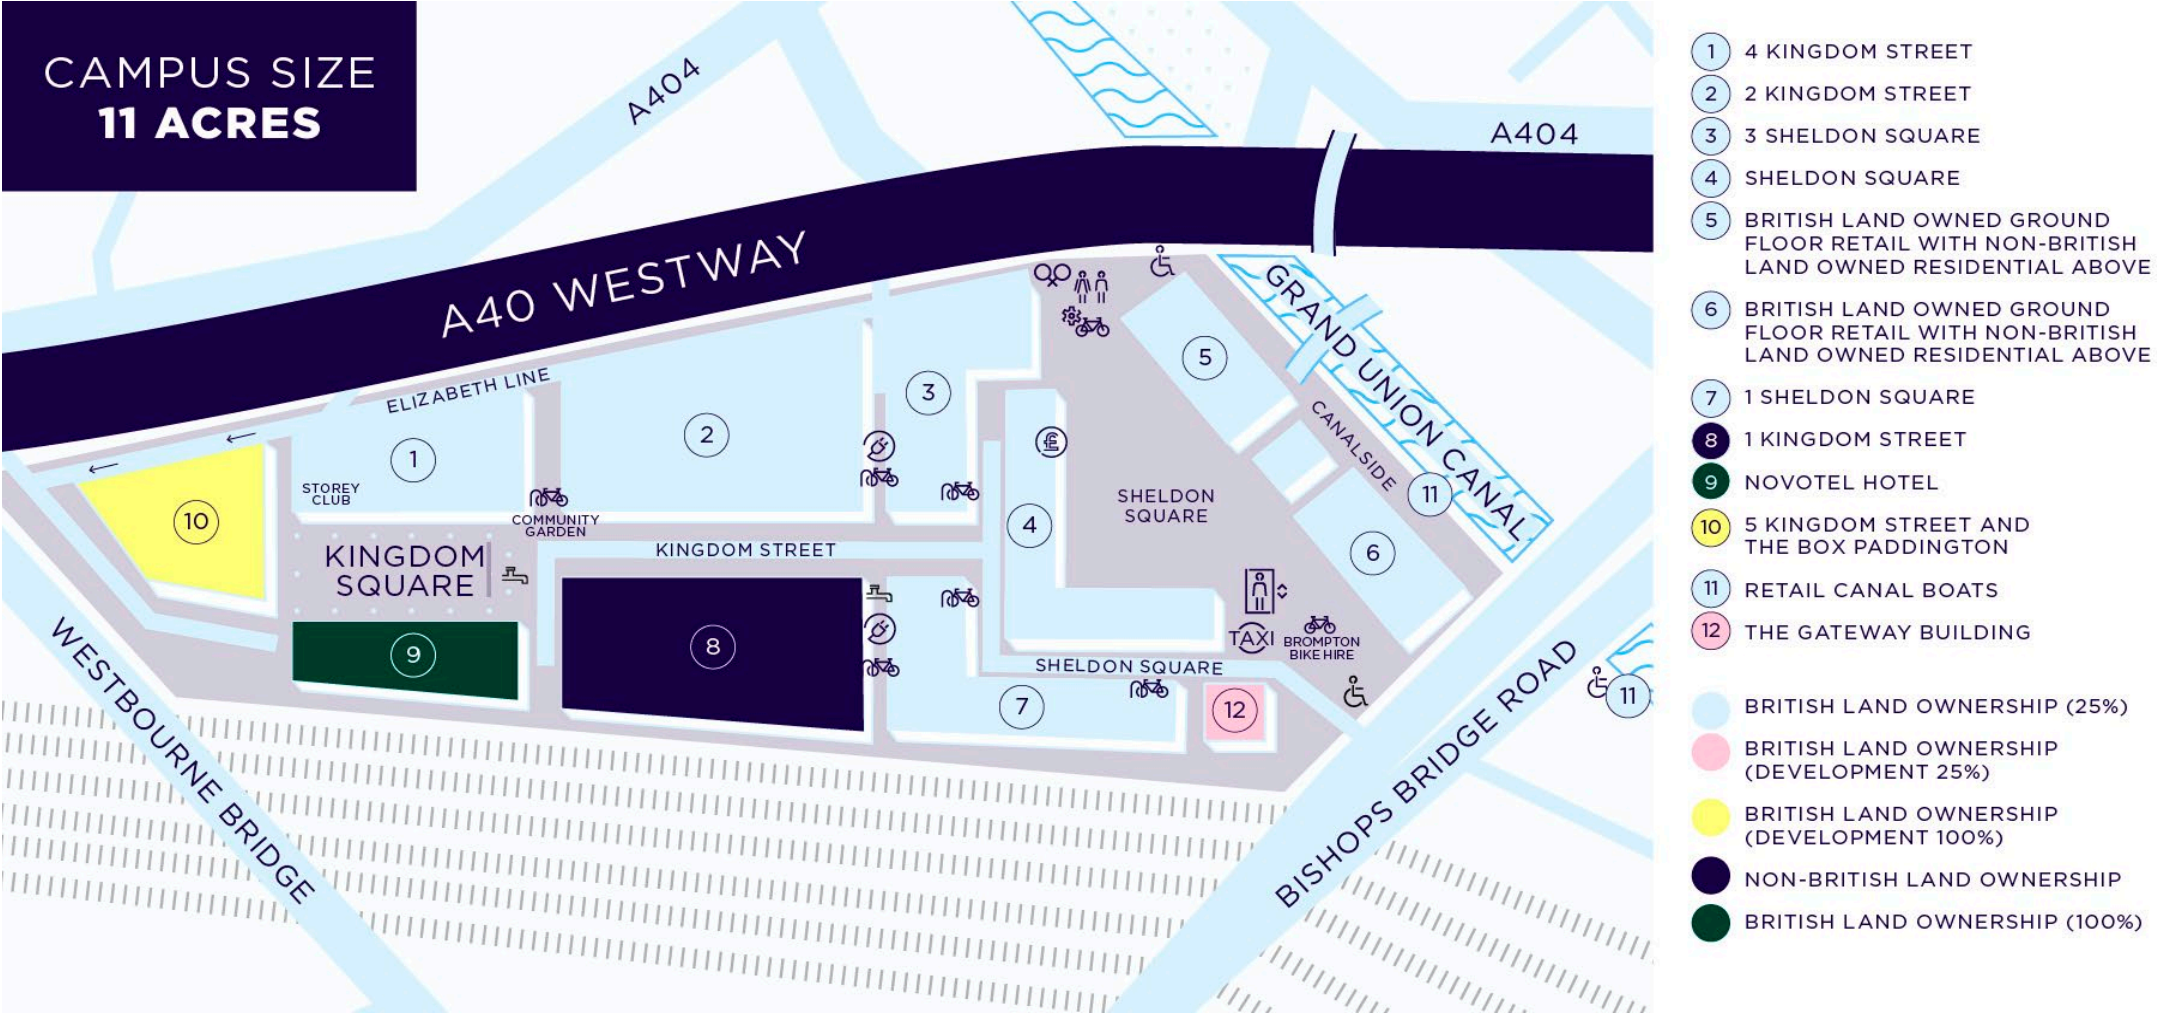 CAMPUS SIZE
11 ACRES
A404
A404
A40 WESTWAY
ELIZABETH LINE
GRAND UNION CANAL
CANALSIDE
1
2
3
4
5
6
7
8
9
10
11
11
12
£
STOREY
CLUB
COMMUNITY
GARDEN
KINGDOM
SQUARE
KINGDOM STREET
SHELDON
SQUARE
SHELDON SQUARE
TAXI
BROMPTON
BIKE HIRE
WESTBOURNE BRIDGE
BISHOPS BRIDGE ROAD
1 4 KINGDOM STREET
2 2 KINGDOM STREET
3 3 SHELDON SQUARE
4 SHELDON SQUARE
5 BRITISH LAND OWNED GROUND
FLOOR RETAIL WITH NON-BRITISH
LAND OWNED RESIDENTIAL ABOVE
6 BRITISH LAND OWNED GROUND
FLOOR RETAIL WITH NON-BRITISH
LAND OWNED RESIDENTIAL ABOVE
7 1 SHELDON SQUARE
8 1 KINGDOM STREET
9 NOVOTEL HOTEL
10 5 KINGDOM STREET AND
THE BOX PADDINGTON
11 RETAIL CANAL BOATS
12 THE GATEWAY BUILDING
BRITISH LAND OWNERSHIP (25%)
BRITISH LAND OWNERSHIP
(DEVELOPMENT 25%)
BRITISH LAND OWNERSHIP
(DEVELOPMENT 100%)
NON-BRITISH LAND OWNERSHIP
BRITISH LAND OWNERSHIP (100%)